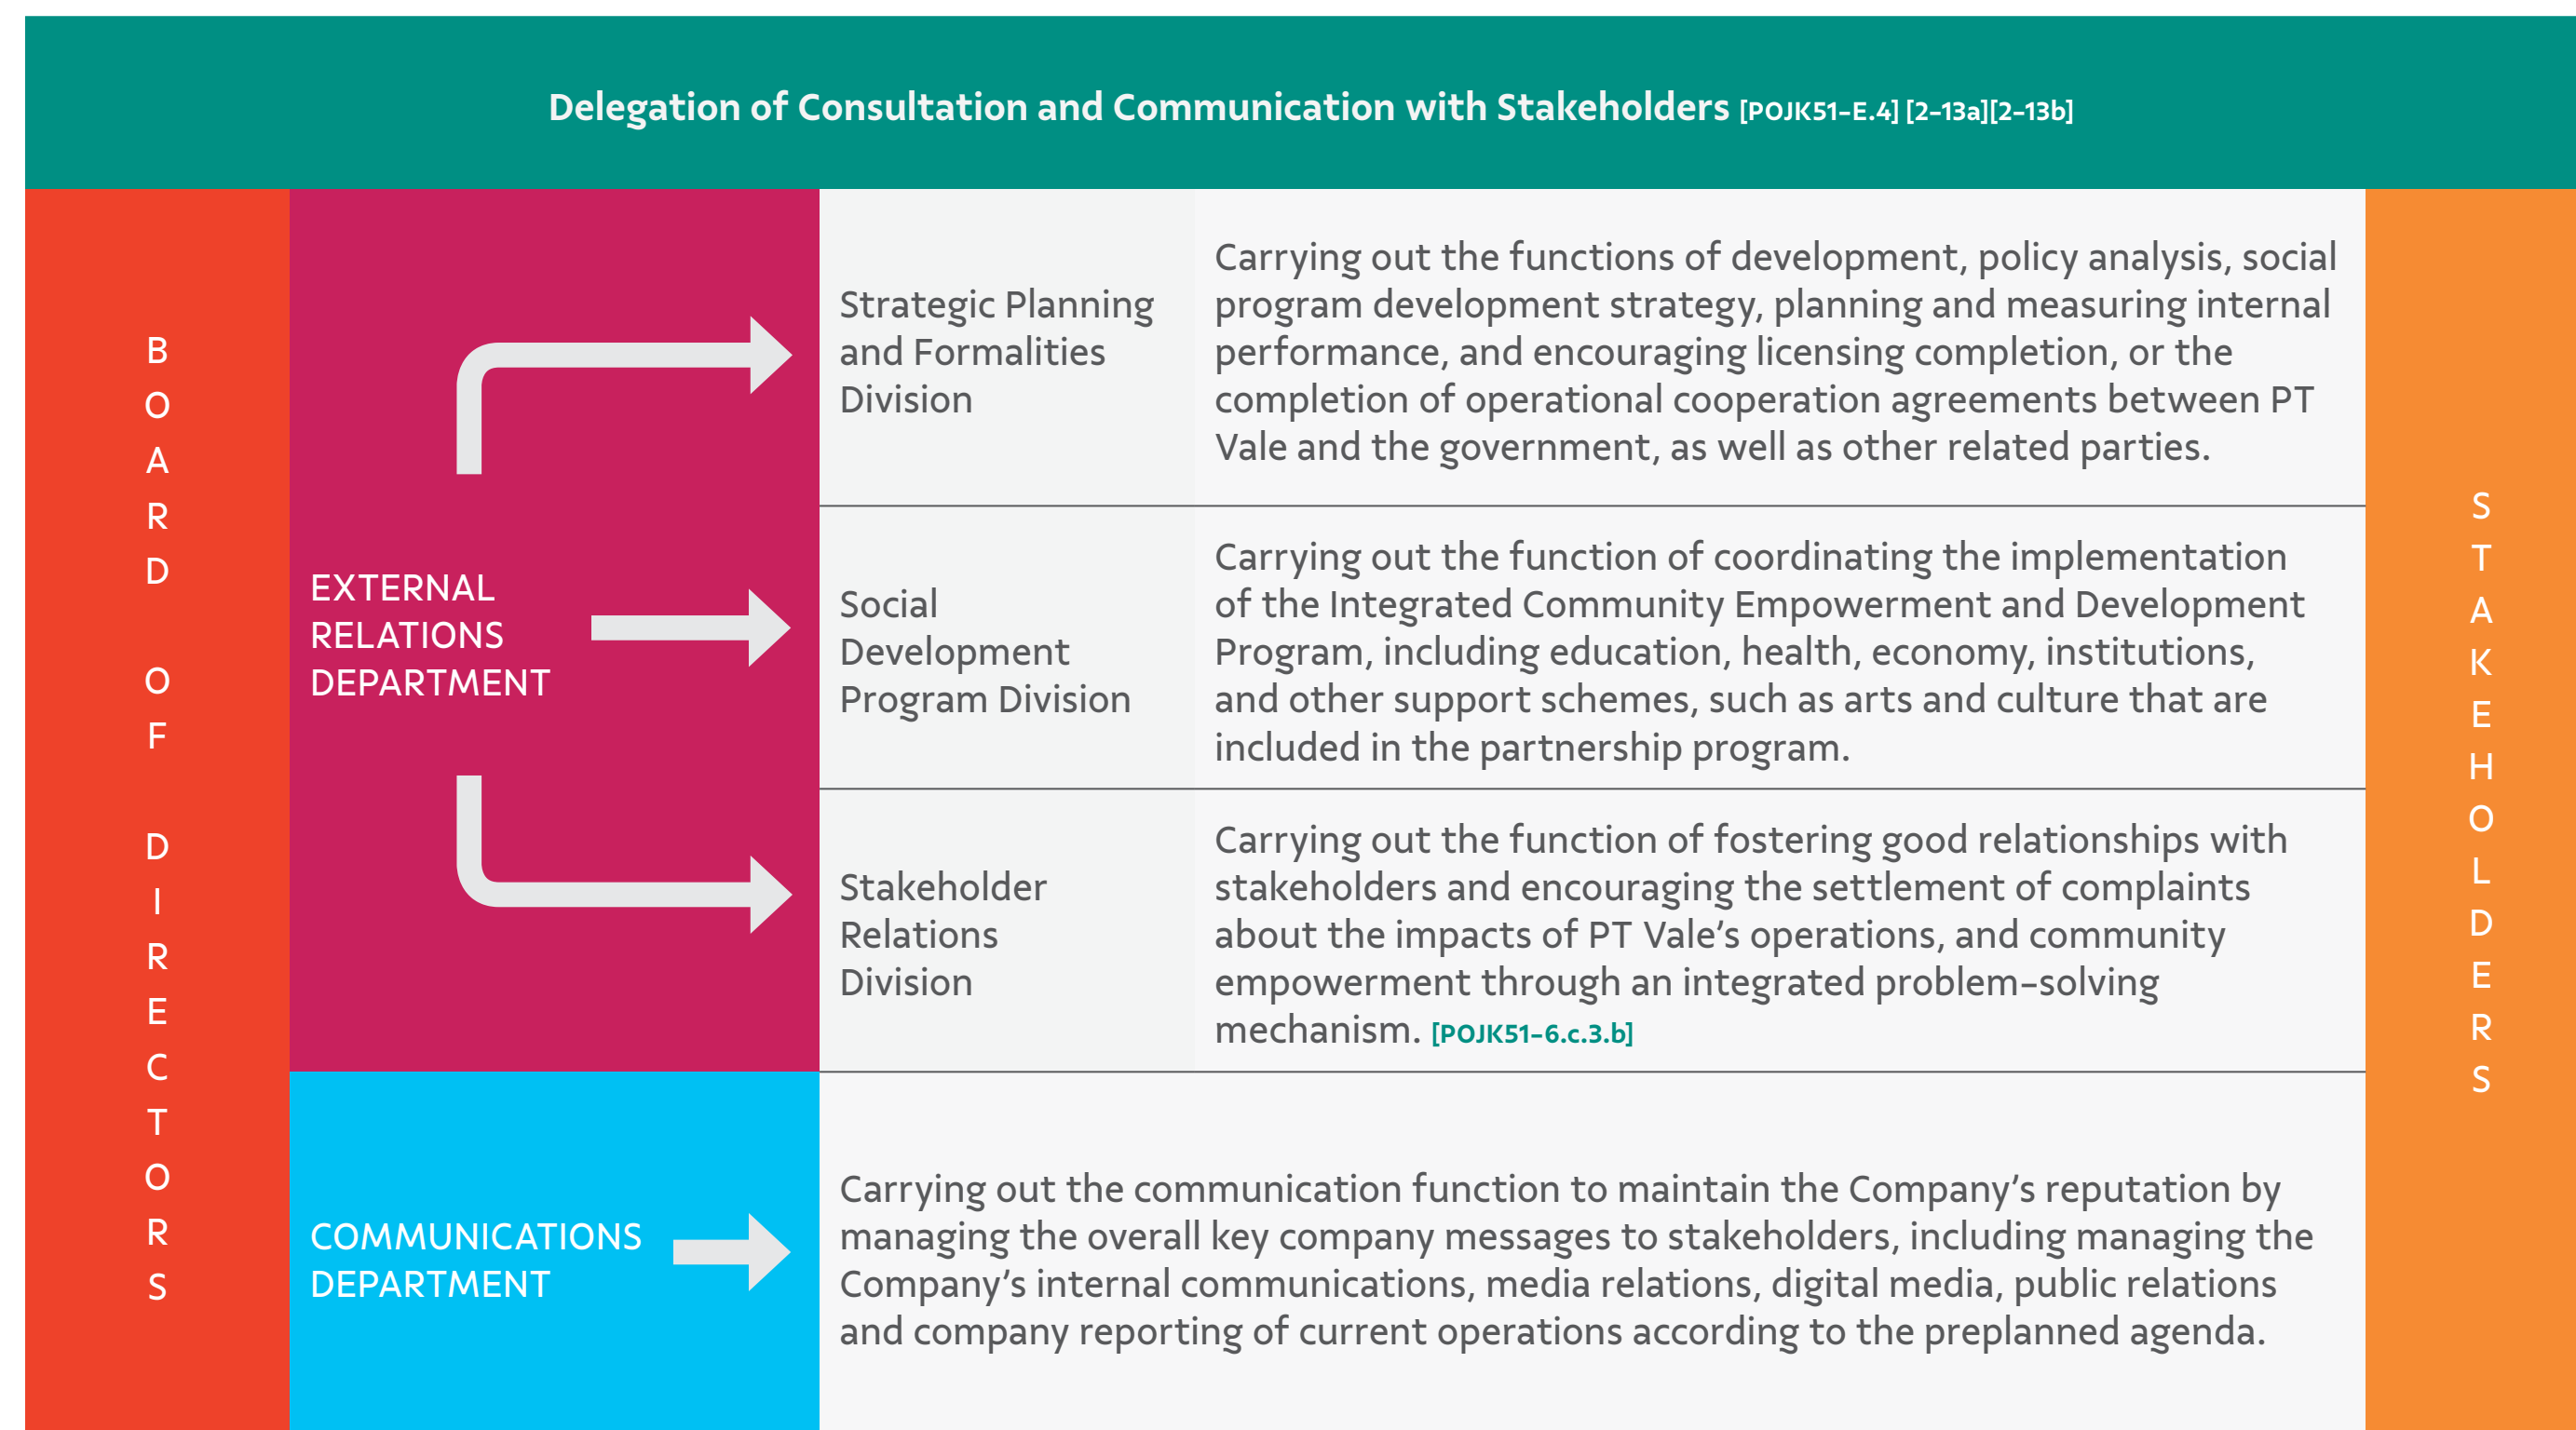 Delegation of Consultation and Communication with Stakeholders [POJK51-E.4] [2-13a][2-13b]
BOARD OF DIRECTORS
EXTERNAL
RELATIONS
DEPARTMENT
Strategic Planning
and Formalities
Division
Carrying out the functions of development, policy analysis, social
program development strategy, planning and measuring internal
performance, and encouraging licensing completion, or the
completion of operational cooperation agreements between PT
Vale and the government, as well as other related parties.
Social
Development
Program Division
Carrying out the function of coordinating the implementation
of the Integrated Community Empowerment and Development
Program, including education, health, economy, institutions,
and other support schemes, such as arts and culture that are
included in the partnership program.
Stakeholder
Relations
Division
Carrying out the function of fostering good relationships with
stakeholders and encouraging the settlement of complaints
about the impacts of PT Vale’s operations, and community
empowerment through an integrated problem-solving
mechanism. [POJK51-6.c.3.b]
COMMUNICATIONS
DEPARTMENT
Carrying out the communication function to maintain the Company’s reputation by
managing the overall key company messages to stakeholders, including managing the
Company’s internal communications, media relations, digital media, public relations
and company reporting of current operations according to the preplanned agenda.
STAKEHOLDERS